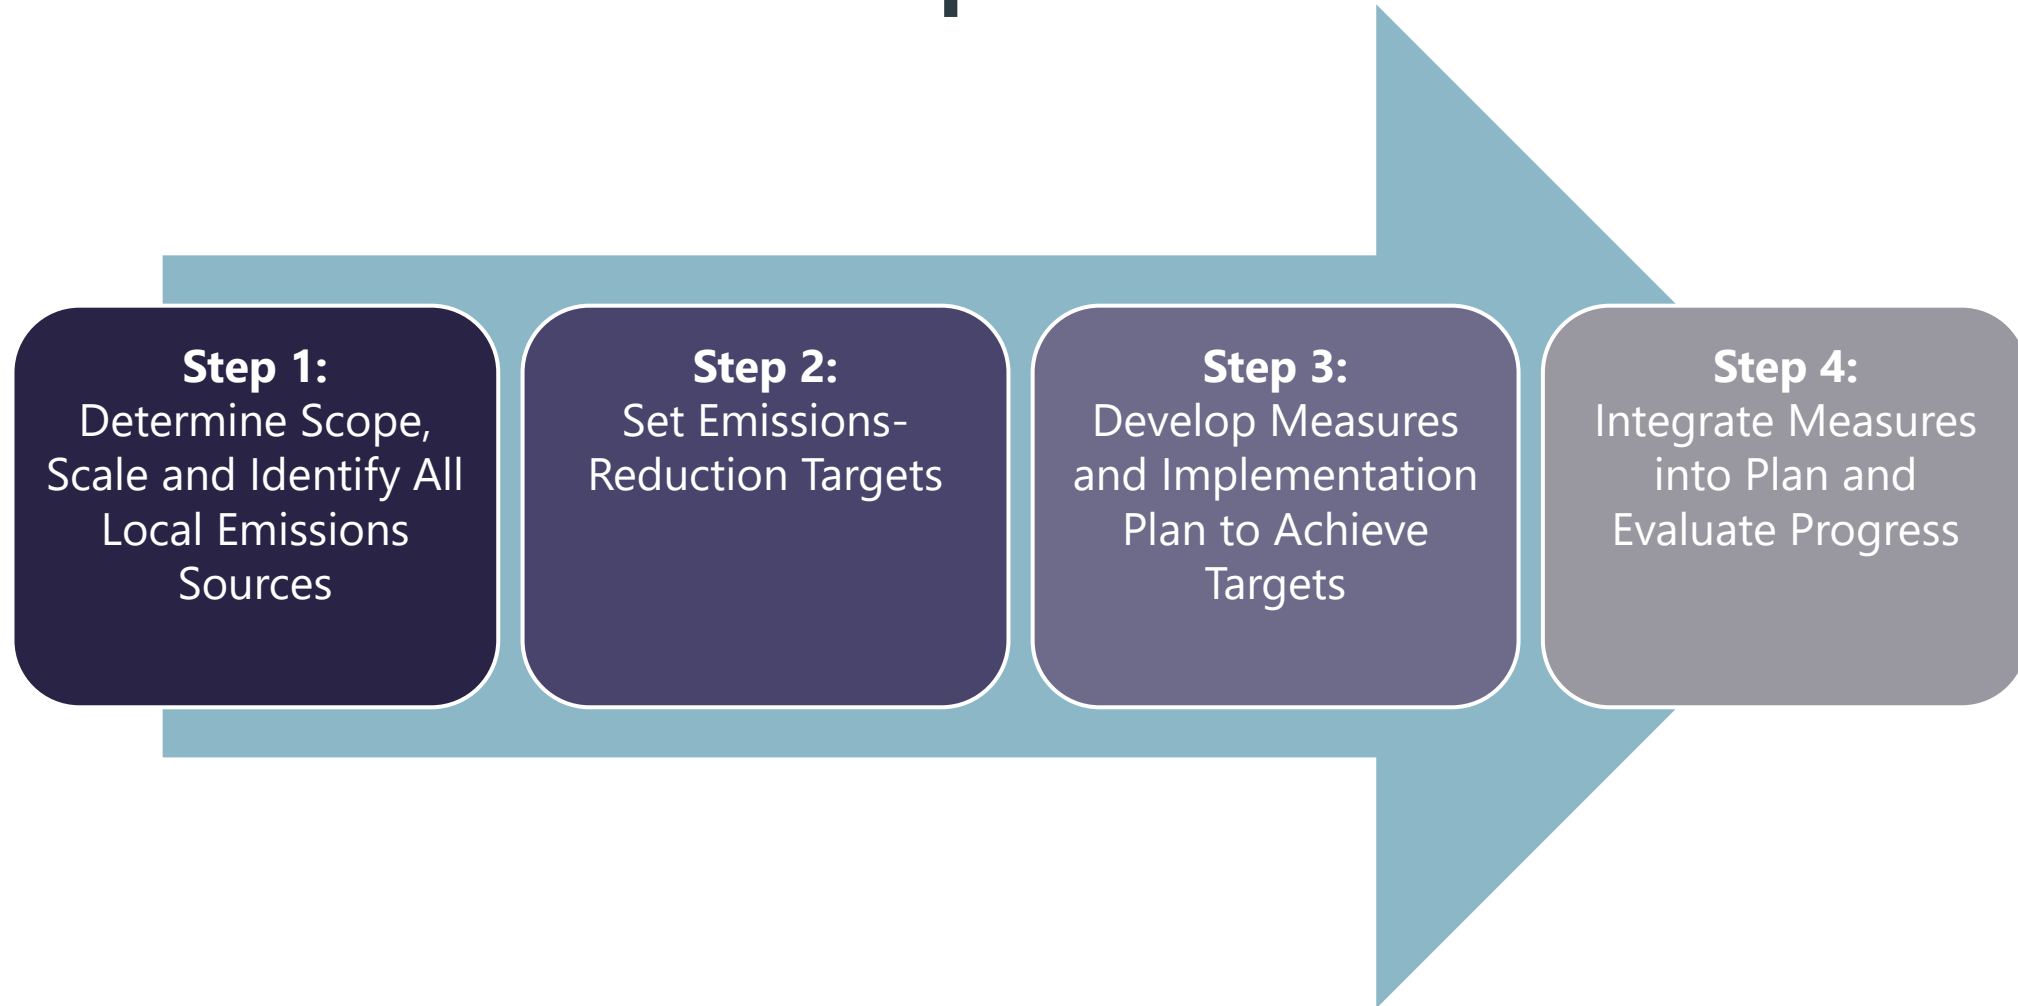 Step 1:
Determine Scope,
Scale and Identify All
Local Emissions
Sources
Step 2:
Set Emissions-
Reduction Targets
Step 3:
Develop Measures
and Implementation
Plan to Achieve
Targets
Step 4:
Integrate Measures
into Plan and
Evaluate Progress